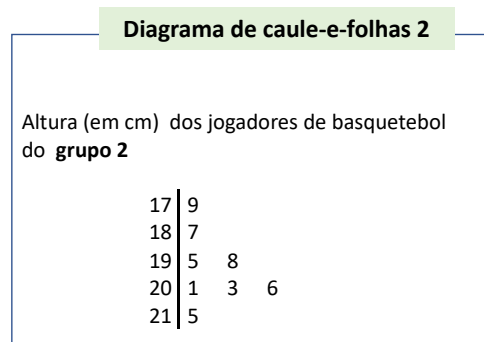 Diagrama de caule-e-folhas 2
Altura (em cm) dos jogadores de basquetebol
do grupo 2
17 9
18 7
19 5 8
20 1 3 6
21 5